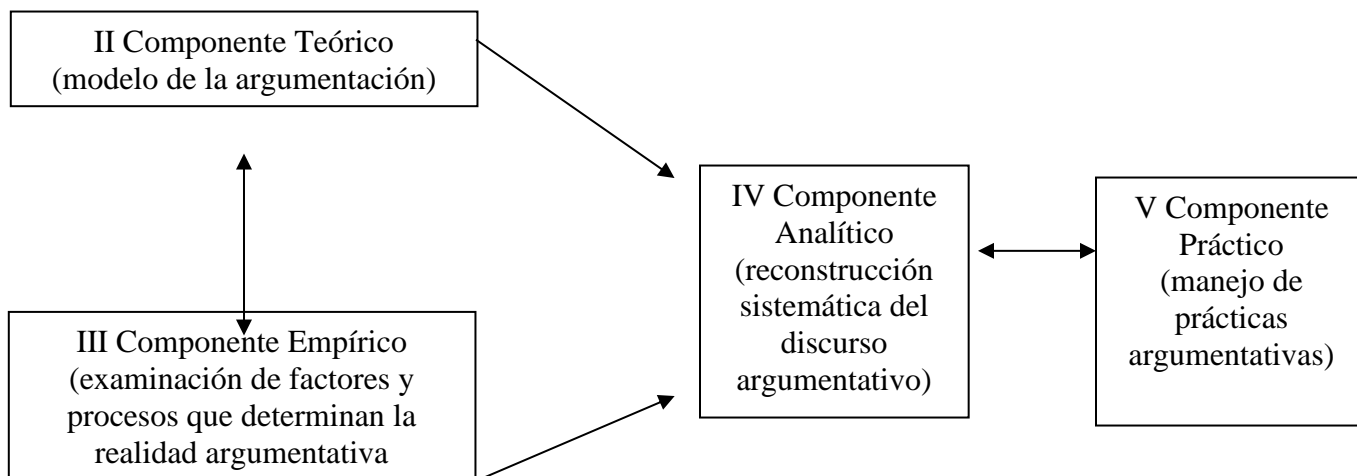 II Componente Teórico
(modelo de la argumentación)
III Componente Empírico
(examinación de factores y
procesos que determinan la
realidad argumentativa
IV Componente
Analítico
(reconstrucción
sistemática del
discurso
argumentativo)
V Componente
Práctico
(manejo de
prácticas
argumentativas)